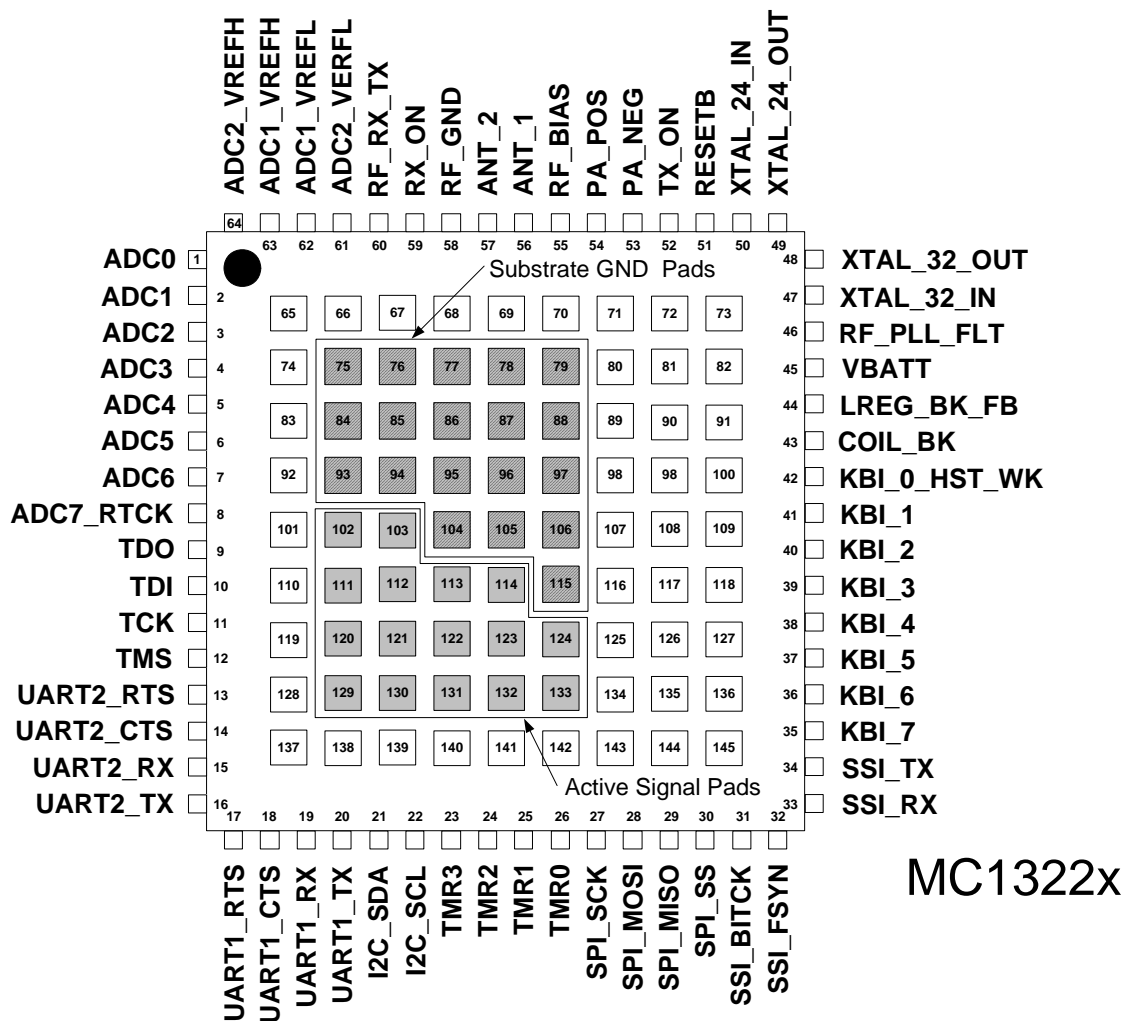 ADC2_VREFH
ADC1_VREFH
ADC1_VREFL
ADC2_VERFL
RF_RX_TX
RX_ON
RF_GND
ANT_2
ANT_1
RF_BIAS
PA_POS
PA_NEG
TX_ON
RESETB
XTAL_24_IN
XTAL_24_OUT
64 63 62 61 60 59 58 57 56 55 54 53 52 51 50 49
ADC0 1
ADC1 2
ADC2 3
ADC3 4
ADC4 5
ADC5 6
ADC6 7
ADC7_RTCK 8
TDO 9
TDI 10
TCK 11
TMS 12
UART2_RTS 13
UART2_CTS 14
UART2_RX 15
UART2_TX 16
Substrate GND Pads
65 66 67 68 69 70 71 72 73
74 75 76 77 78 79 80 81 82
83 84 85 86 87 88 89 90 91
92 93 94 95 96 97 98 98 100
101 102 103 104 105 106 107 108 109
110 111 112 113 114 115 116 117 118
119 120 121 122 123 124 125 126 127
128 129 130 131 132 133 134 135 136
137 138 139 140 141 142 143 144 145
Active Signal Pads
48 XTAL_32_OUT
47 XTAL_32_IN
46 RF_PLL_FLT
45 VBATT
44 LREG_BK_FB
43 COIL_BK
42 KBI_0_HST_WK
41 KBI_1
40 KBI_2
39 KBI_3
38 KBI_4
37 KBI_5
36 KBI_6
35 KBI_7
34 SSI_TX
33 SSI_RX
17 18 19 20 21 22 23 24 25 26 27 28 29 30 31 32
UART1_RTS
UART1_CTS
UART1_RX
UART1_TX
I2C_SDA
I2C_SCL
TMR3
TMR2
TMR1
TMR0
SPI_SCK
SPI_MOSI
SPI_MISO
SPI_SS
SSI_BITCK
SSI_FSYN
MC1322x